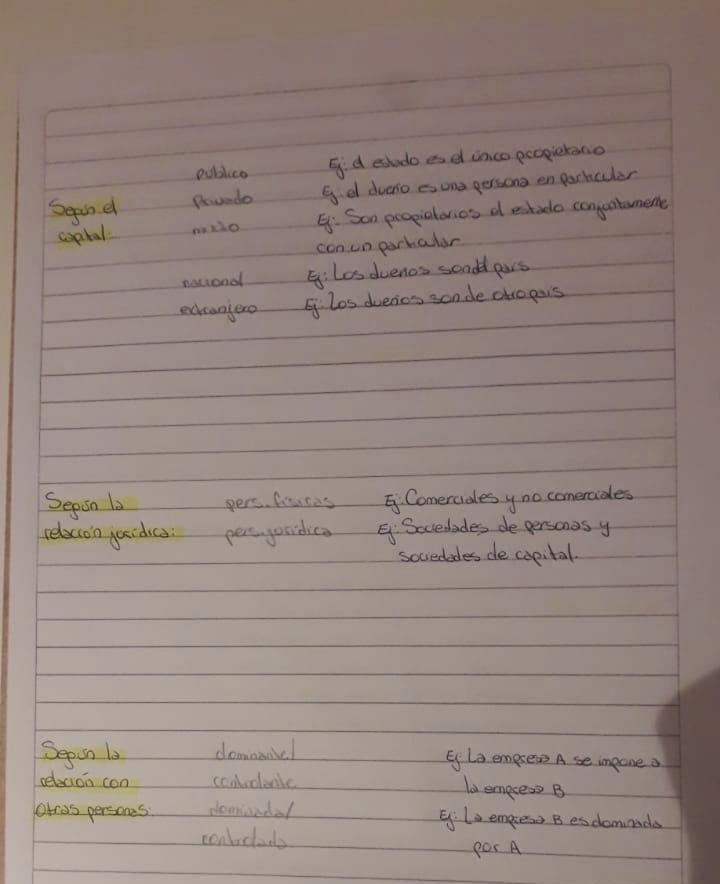 público Ej: el estado es el único propietario
Según el privado Ej: el dueño es una persona en particular
capital: mixto Ej: Son propietarios el estado conjuntamente
con un particular
nacional Ej: Los dueños son del país
extranjero Ej: Los dueños son de otro país
Según la pers. físicas Ej: Comerciales y no comerciales
relación jurídica: pers. jurídica Ej: Sociedades de personas y
sociedades de capital.
Según la dominante/ Ej: La empresa A se impone a
relación con controlante la empresa B
Otras personas: dominada/ Ej: La empresa B es dominada
controlada por A